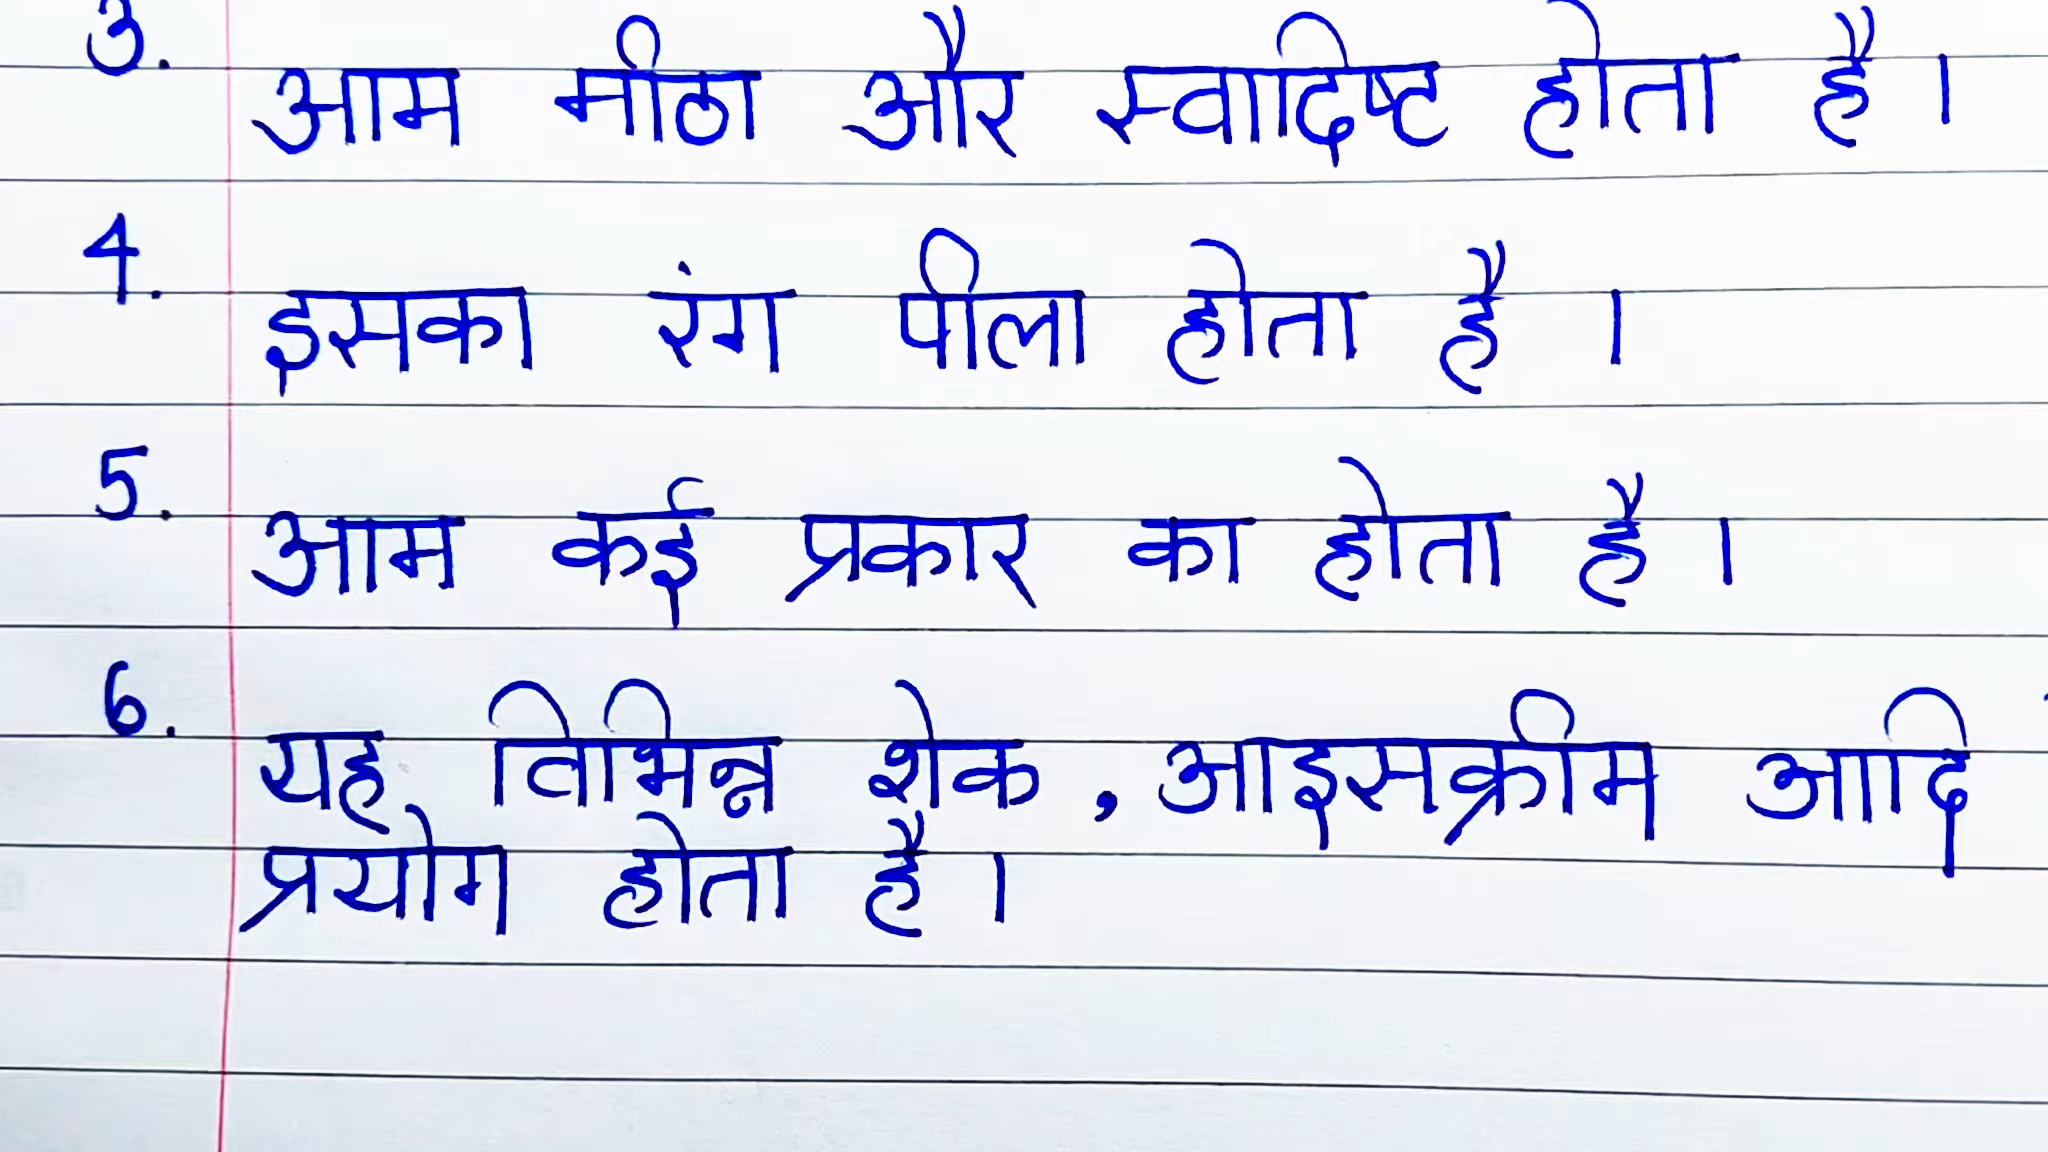 3. आम मीठा और स्वादिष्ट होता है ।
4. इसका रंग पीला होता है ।
5. आम कई प्रकार का होता है ।
6. यह विभिन्न शेक , आइसक्रीम आदि
प्रयोग होता है ।